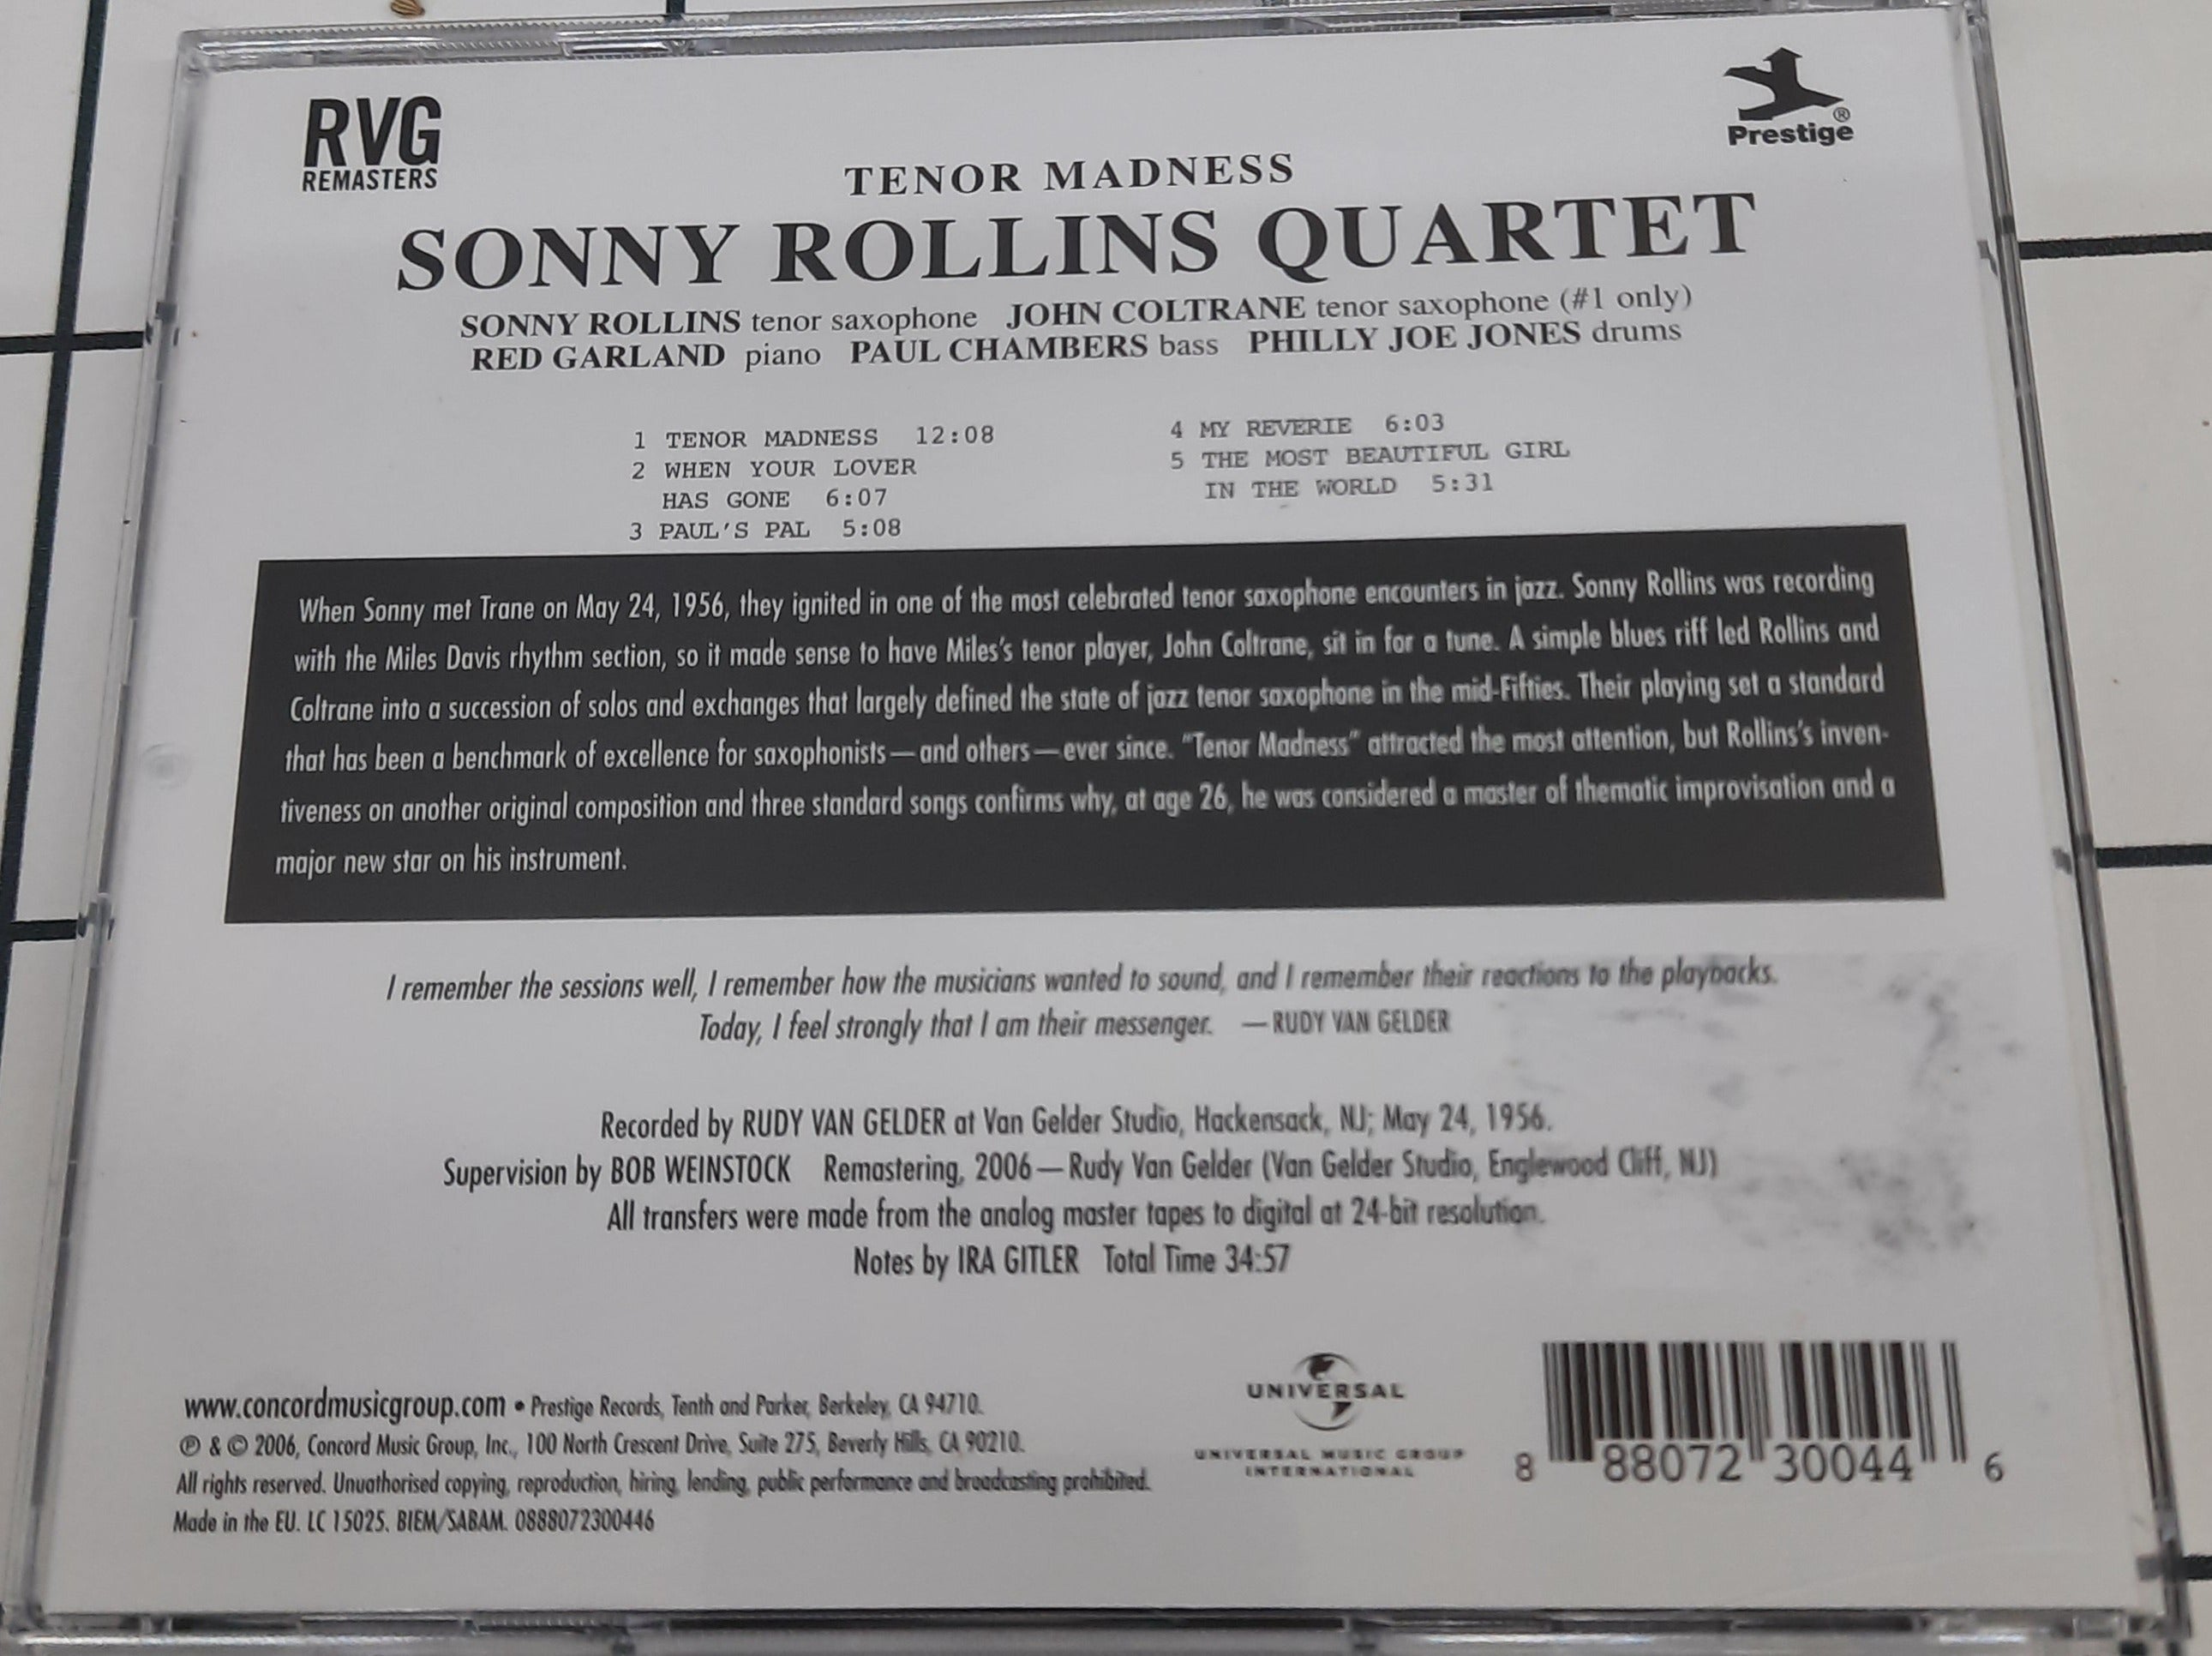 RVG
REMASTERS
Prestige®
TENOR MADNESS
SONNY ROLLINS QUARTET
SONNY ROLLINS tenor saxophone JOHN COLTRANE tenor saxophone (#1 only)
RED GARLAND piano PAUL CHAMBERS bass PHILLY JOE JONES drums
1 TENOR MADNESS 12:08
2 WHEN YOUR LOVER
HAS GONE 6:07
3 PAUL'S PAL 5:08
4 MY REVERIE 6:03
5 THE MOST BEAUTIFUL GIRL
IN THE WORLD 5:31
When Sonny met Trane on May 24, 1956, they ignited in one of the most celebrated tenor saxophone encounters in jazz. Sonny Rollins was recording
with the Miles Davis rhythm section, so it made sense to have Miles's tenor player, John Coltrane, sit in for a tune. A simple blues riff led Rollins and
Coltrane into a succession of solos and exchanges that largely defined the state of jazz tenor saxophone in the mid-Fifties. Their playing set a standard
that has been a benchmark of excellence for saxophonists—and others—ever since. "Tenor Madness" attracted the most attention, but Rollins's inven-
tiveness on another original composition and three standard songs confirms why, at age 26, he was considered a master of thematic improvisation and a
major new star on his instrument.
I remember the sessions well, I remember how the musicians wanted to sound, and I remember their reactions to the playbacks.
Today, I feel strongly that I am their messenger. —RUDY VAN GELDER
Recorded by RUDY VAN GELDER at Van Gelder Studio, Hackensack, NJ; May 24, 1956.
Supervision by BOB WEINSTOCK Remastering, 2006—Rudy Van Gelder (Van Gelder Studio, Englewood Cliff, NJ)
All transfers were made from the analog master tapes to digital at 24-bit resolution.
Notes by IRA GITLER Total Time 34:57
www.concordmusicgroup.com • Prestige Records, Tenth and Parker, Berkeley, CA 94710.
℗ & © 2006, Concord Music Group, Inc., 100 North Crescent Drive, Suite 275, Beverly Hills, CA 90210.
All rights reserved. Unauthorised copying, reproduction, hiring, lending, public performance and broadcasting prohibited.
Made in the EU. LC 15025. BIEM/SABAM. 0888072300446
UNIVERSAL
UNIVERSAL MUSIC GROUP
INTERNATIONAL
8 88072 30044 6